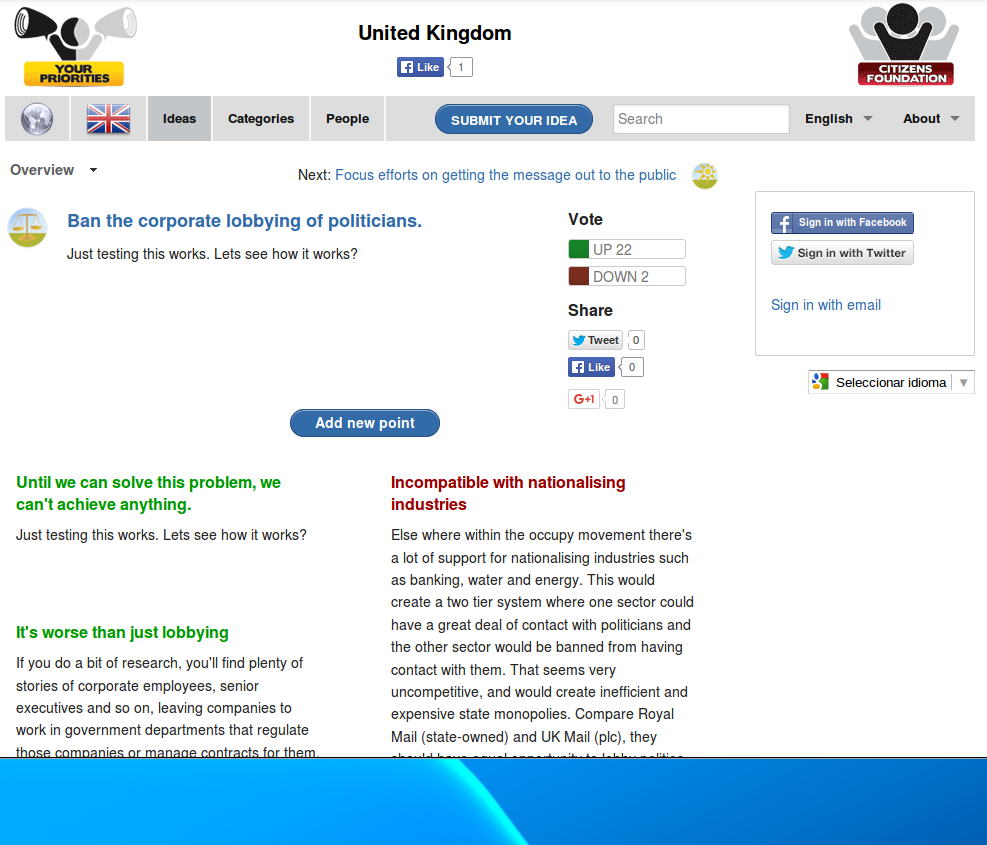 United Kingdom
YOUR
PRIORITIES
Like 1
CITIZENS
FOUNDATION
Ideas Categories People SUBMIT YOUR IDEA Search English About
Overview
Next: Focus efforts on getting the message out to the public
Ban the corporate lobbying of politicians.
Just testing this works. Lets see how it works?
Vote
UP 22
DOWN 2
Share
Tweet 0
Like 0
G+1 0
Sign in with Facebook
Sign in with Twitter
Sign in with email
Seleccionar idioma
Add new point
Until we can solve this problem, we
can't achieve anything.
Just testing this works. Lets see how it works?
It's worse than just lobbying
If you do a bit of research, you'll find plenty of
stories of corporate employees, senior
executives and so on, leaving companies to
work in government departments that regulate
those companies or manage contracts for them.
Incompatible with nationalising
industries
Else where within the occupy movement there's
a lot of support for nationalising industries such
as banking, water and energy. This would
create a two tier system where one sector could
have a great deal of contact with politicians and
the other sector would be banned from having
contact with them. That seems very
uncompetitive, and would create inefficient and
expensive state monopolies. Compare Royal
Mail (state-owned) and UK Mail (plc), they
should have equal opportunity to lobby politics